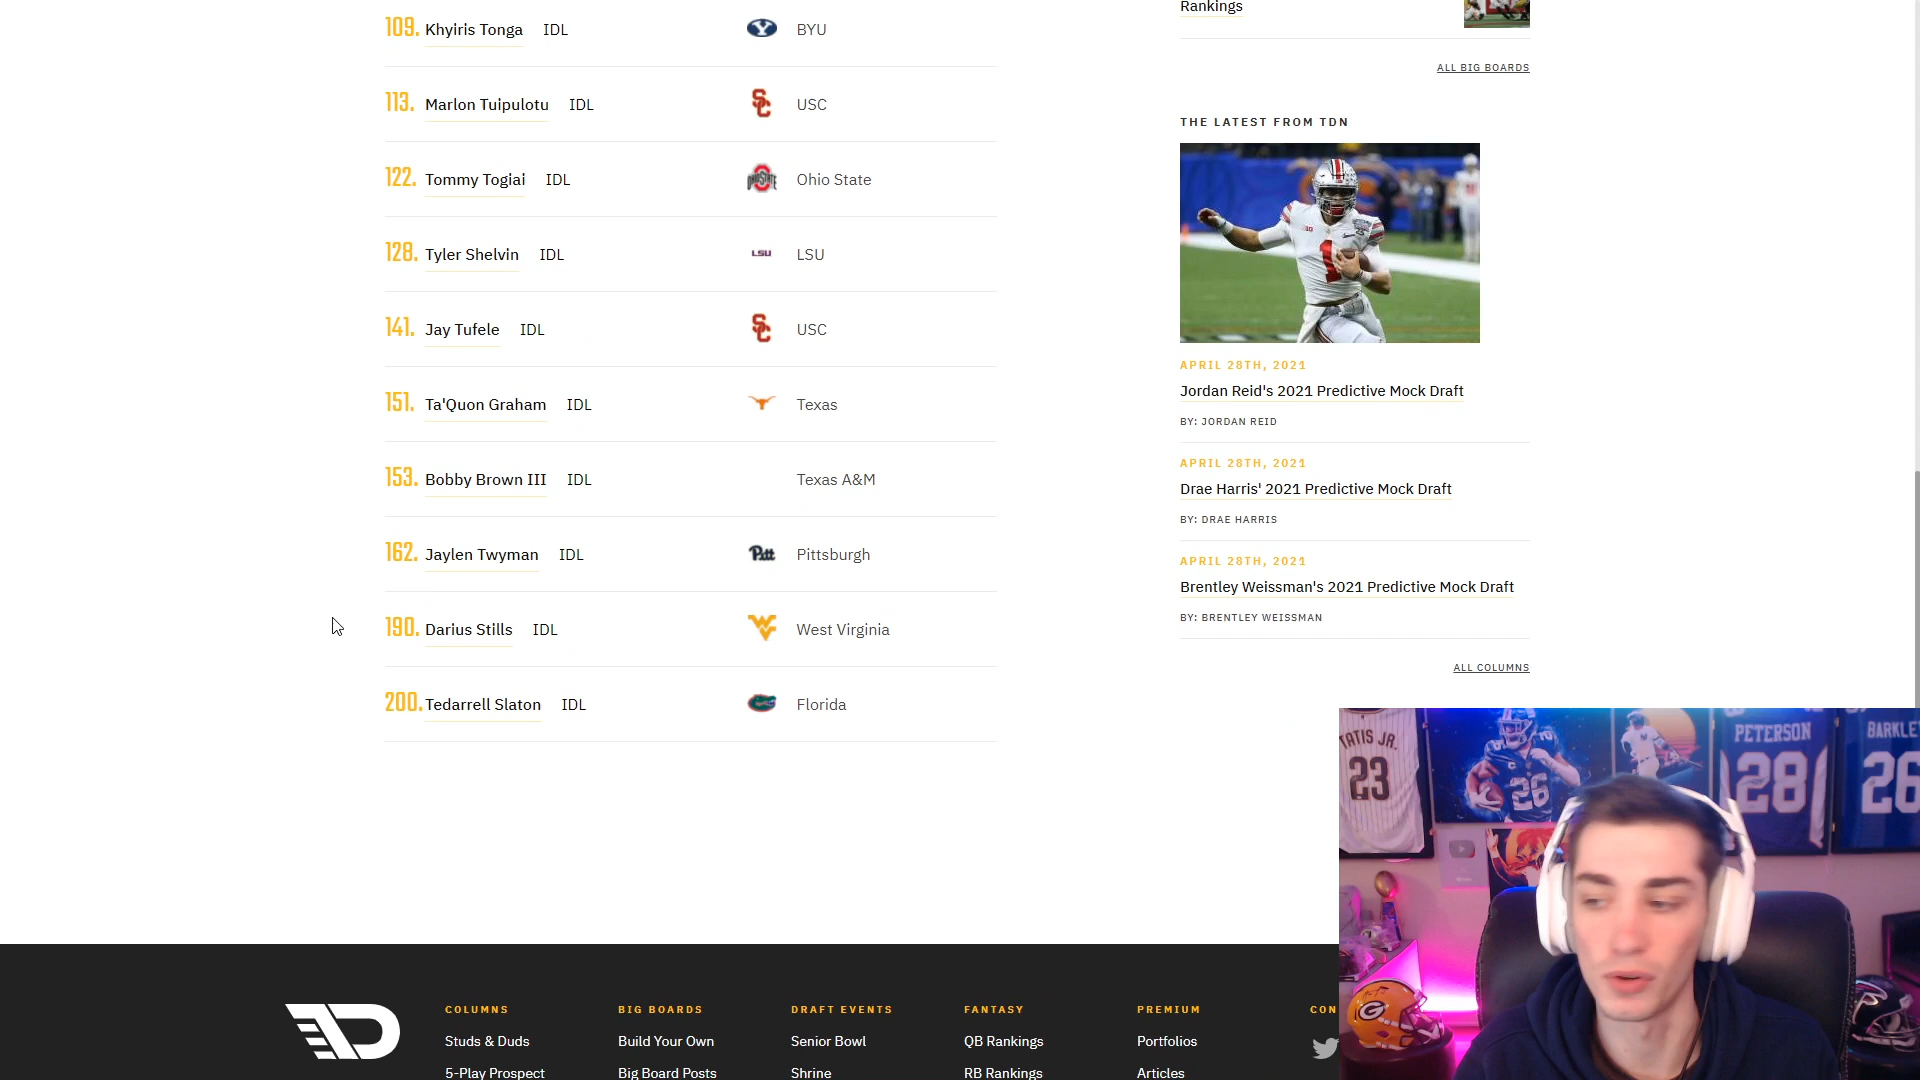 109. Khyiris Tonga IDL BYU
113. Marlon Tuipulotu IDL USC
122. Tommy Togiai IDL Ohio State
128. Tyler Shelvin IDL LSU LSU
141. Jay Tufele IDL USC
151. Ta'Quon Graham IDL Texas
153. Bobby Brown III IDL Texas A&M
162. Jaylen Twyman IDL Pitt Pittsburgh
190. Darius Stills IDL West Virginia
200. Tedarrell Slaton IDL Florida
Rankings
ALL BIG BOARDS
THE LATEST FROM TDN
APRIL 28TH, 2021
Jordan Reid's 2021 Predictive Mock Draft
BY: JORDAN REID
APRIL 28TH, 2021
Drae Harris' 2021 Predictive Mock Draft
BY: DRAE HARRIS
APRIL 28TH, 2021
Brentley Weissman's 2021 Predictive Mock Draft
BY: BRENTLEY WEISSMAN
ALL COLUMNS
TATIS JR.
23
26
PETERSON
28
BARKLE
26
COLUMNS
Studs & Duds
5-Play Prospect
BIG BOARDS
Build Your Own
Big Board Posts
DRAFT EVENTS
Senior Bowl
Shrine
FANTASY
QB Rankings
RB Rankings
PREMIUM
Portfolios
Articles
CON